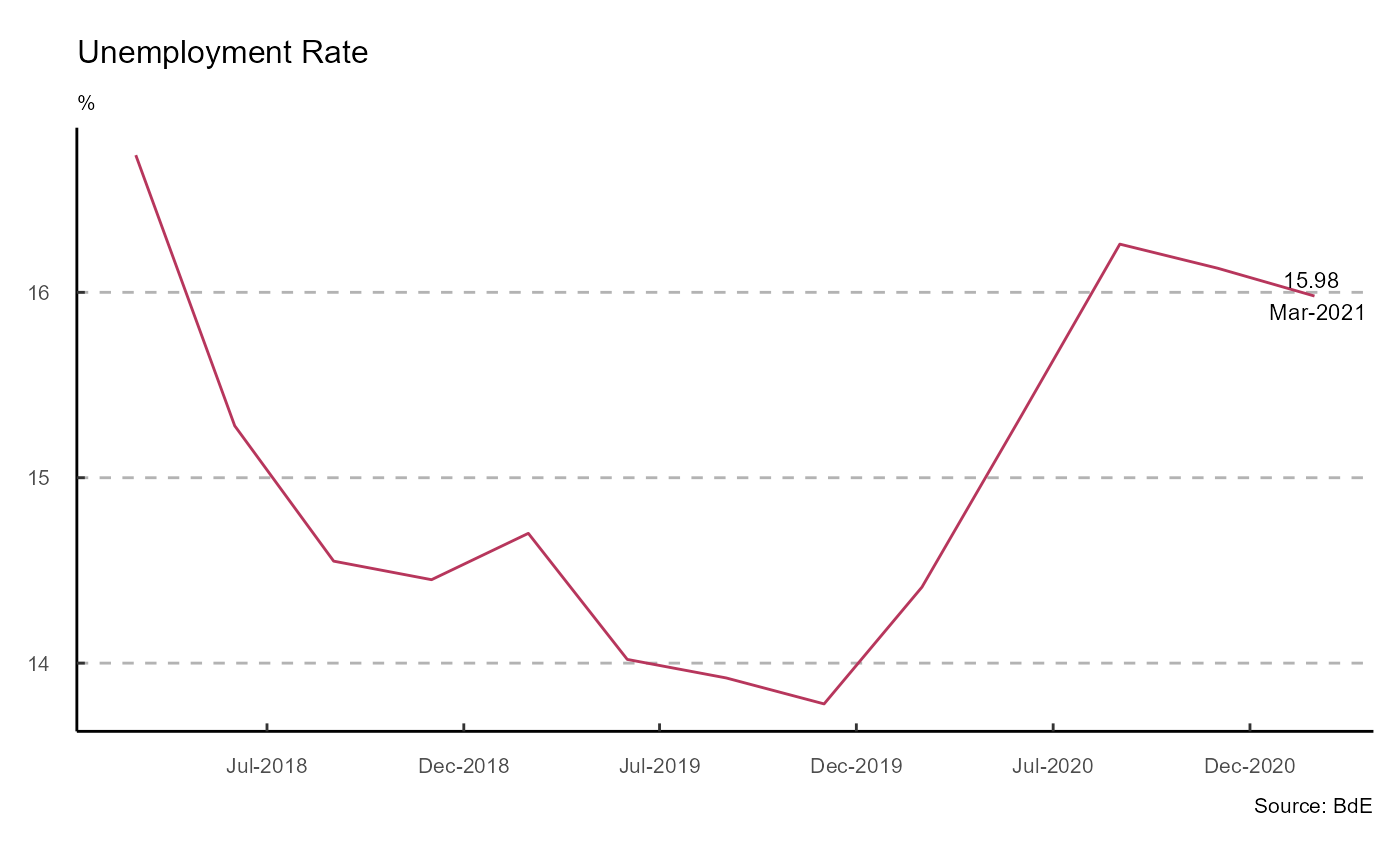 Unemployment Rate
%
16
15
14
15.98
Mar-2021
Jul-2018 Dec-2018 Jul-2019 Dec-2019 Jul-2020 Dec-2020
Source: BdE